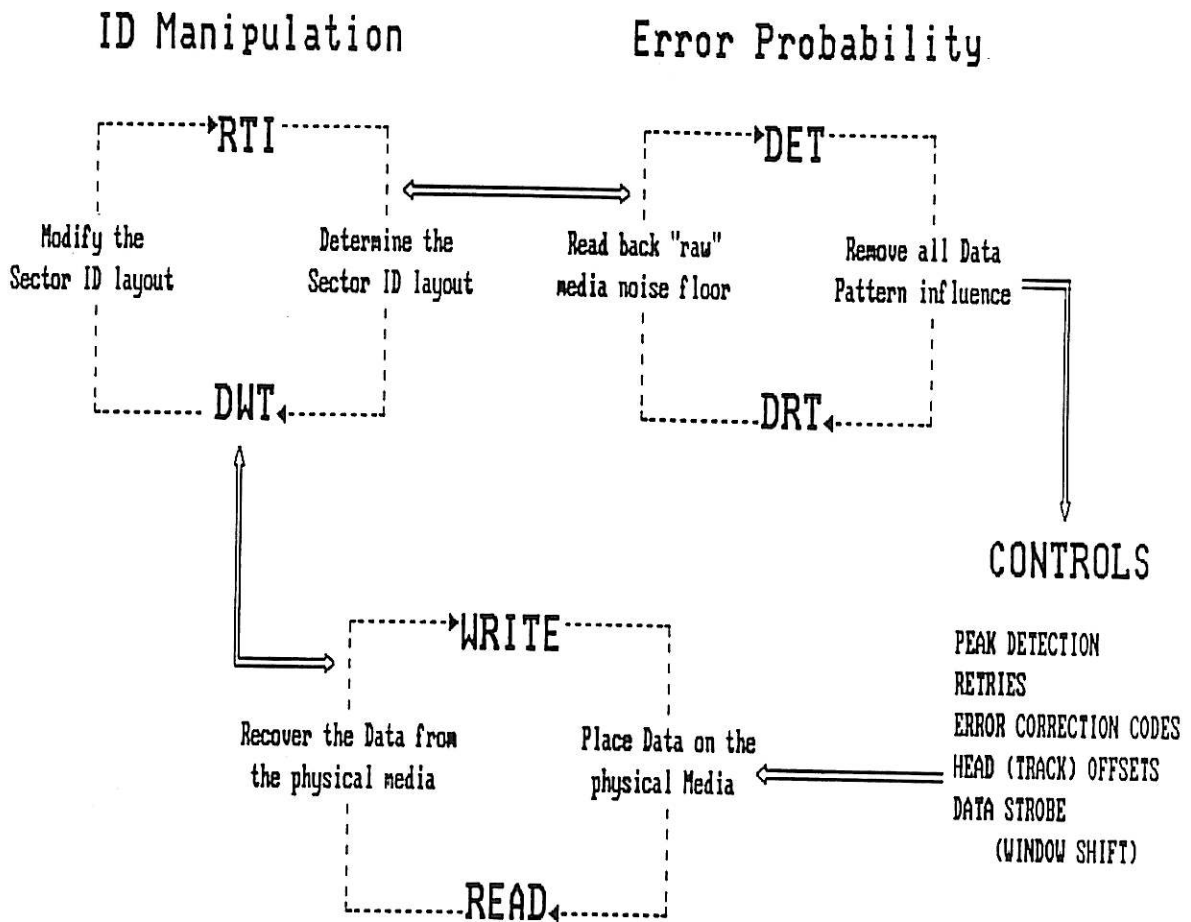 ID Manipulation
Error Probability
RTI
DET
Modify the
Sector ID layout
Determine the
Sector ID layout
Read back "raw"
media noise floor
Remove all Data
Pattern influence
DWT
DRT
CONTROLS
PEAK DETECTION
RETRIES
ERROR CORRECTION CODES
HEAD (TRACK) OFFSETS
DATA STROBE
(WINDOW SHIFT)
WRITE
Recover the Data from
the physical media
Place Data on the
physical Media
READ